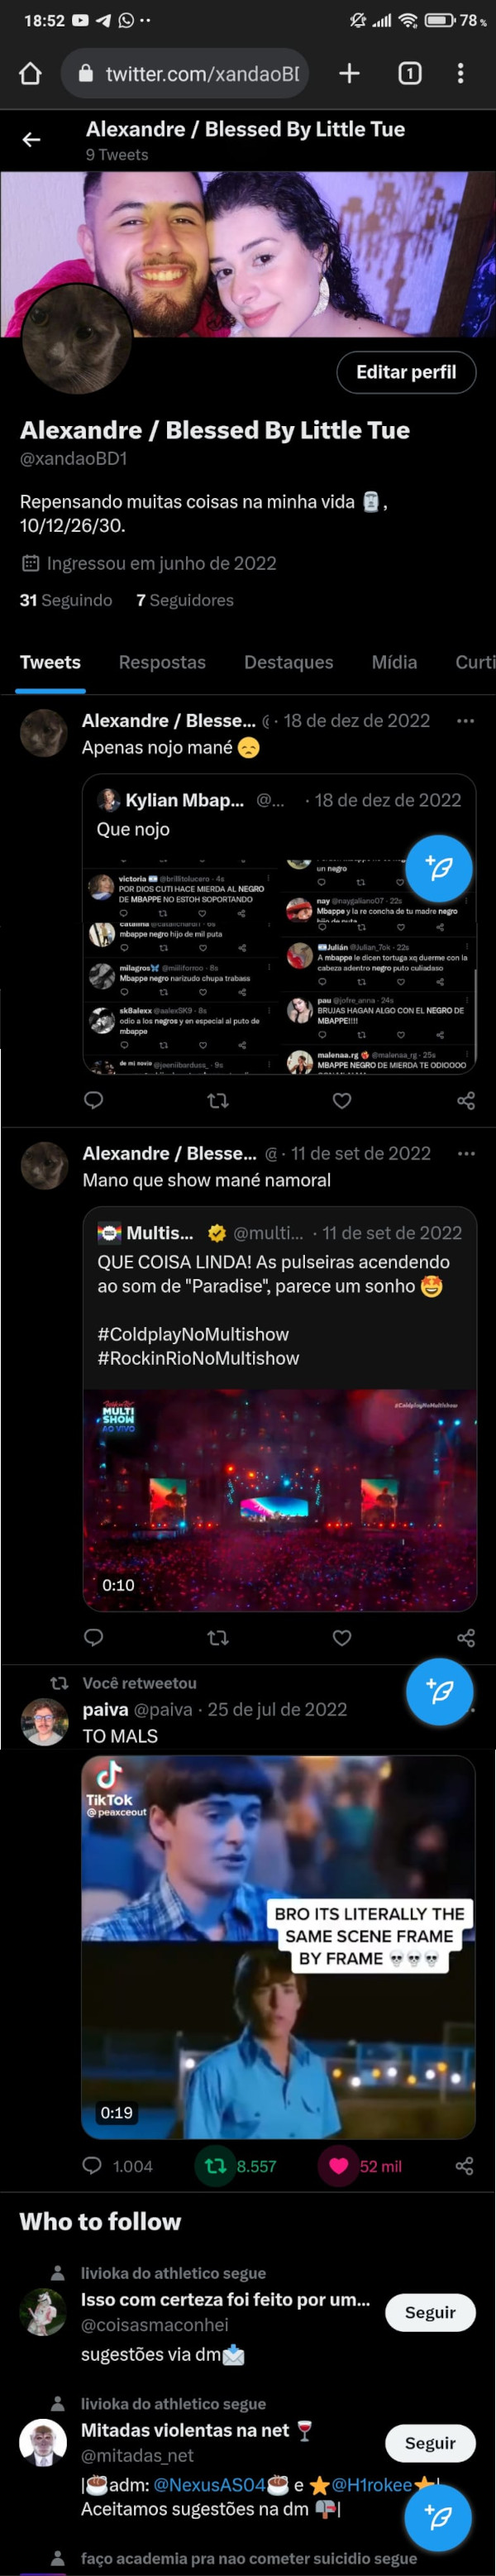 18:52
78%
twitter.com/xandaoB
1
Alexandre / Blessed By Little Tue
9 Tweets
Editar perfil
Alexandre / Blessed By Little Tue
@xandaoBD1
Repensando muitas coisas na minha vida 🗿,
10/12/26/30.
Ingressou em junho de 2022
31 Seguindo 7 Seguidores
Tweets Respostas Destaques Mídia Curti
Alexandre / Blesse... · 18 de dez de 2022
Apenas nojo mané 😞
Kylian Mbap... @... · 18 de dez de 2022
Que nojo
victoria @brillitolucero · 4s
POR DIOS CUTI HACE MIERDA AL NEGRO
DE MBAPPE NO ESTOH SOPORTANDO
mbappe negro hijo de mil puta
milagros @miiliforroo · 8s
Mbappe negro narizudo chupa trabass
sk8alexx @aalexSK9 · 8s
odio a los negros y en especial al puto de
mbappe
un negro
nay @naygaliano07 · 22s
Mbappe y la re concha de tu madre negro
Julián @Julian_7ok · 22s
A mbappe le dicen tortuga xq duerme con la
cabeza adentro negro puto culiadaso
pau @jofre_anna · 24s
BRUJAS HAGAN ALGO CON EL NEGRO DE
MBAPPE!!!!
malenaa.rg @malenaa_rg · 25s
MBAPPE NEGRO DE MIERDA TE ODIOOOO
Alexandre / Blesse... @ · 11 de set de 2022
Mano que show mané namoral
Multis... @multi... · 11 de set de 2022
QUE COISA LINDA! As pulseiras acendendo
ao som de "Paradise", parece um sonho 🤩
#ColdplayNoMultishow
#RockinRioNoMultishow
MULTI
SHOW
AO VIVO
#ColdplayNoMultishow
0:10
Você retweetou
paiva @paiva · 25 de jul de 2022
TO MALS
TikTok
@peaxceout
BRO ITS LITERALLY THE
SAME SCENE FRAME
BY FRAME 💀💀💀
0:19
1.004 8.557 52 mil
Who to follow
livioka do athletico segue
Isso com certeza foi feito por um...
@coisasmaconhei
Seguir
sugestões via dm📩
livioka do athletico segue
Mitadas violentas na net 🍷
@mitadas_net
Seguir
|☕adm: @NexusAS04☕ e ⭐@H1rokee⭐|
Aceitamos sugestões na dm 📬|
faço academia pra nao cometer suicidio segue